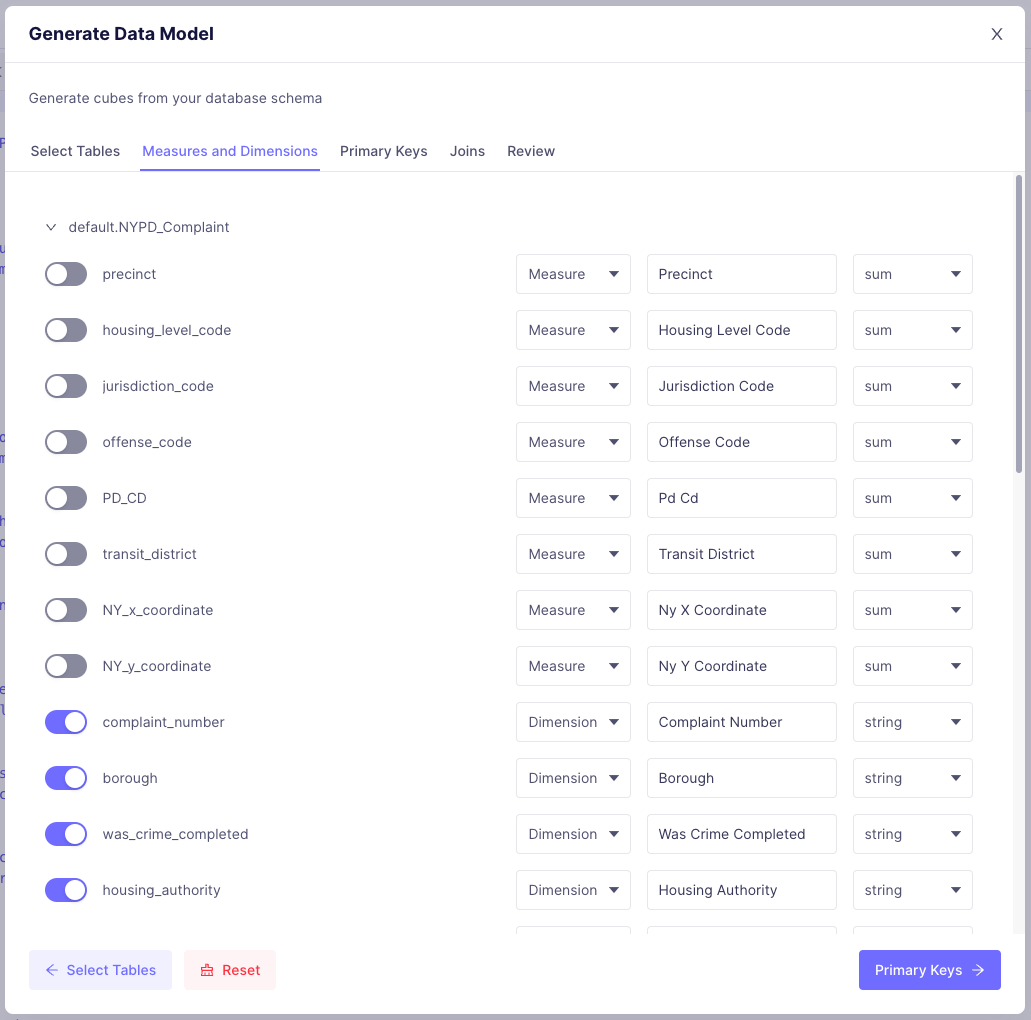 Generate Data Model
Generate cubes from your database schema
Select Tables Measures and Dimensions Primary Keys Joins Review
default.NYPD_Complaint
precinct Measure Precinct sum
housing_level_code Measure Housing Level Code sum
jurisdiction_code Measure Jurisdiction Code sum
offense_code Measure Offense Code sum
PD_CD Measure Pd Cd sum
transit_district Measure Transit District sum
NY_x_coordinate Measure Ny X Coordinate sum
NY_y_coordinate Measure Ny Y Coordinate sum
complaint_number Dimension Complaint Number string
borough Dimension Borough string
was_crime_completed Dimension Was Crime Completed string
housing_authority Dimension Housing Authority string
Select Tables Reset Primary Keys